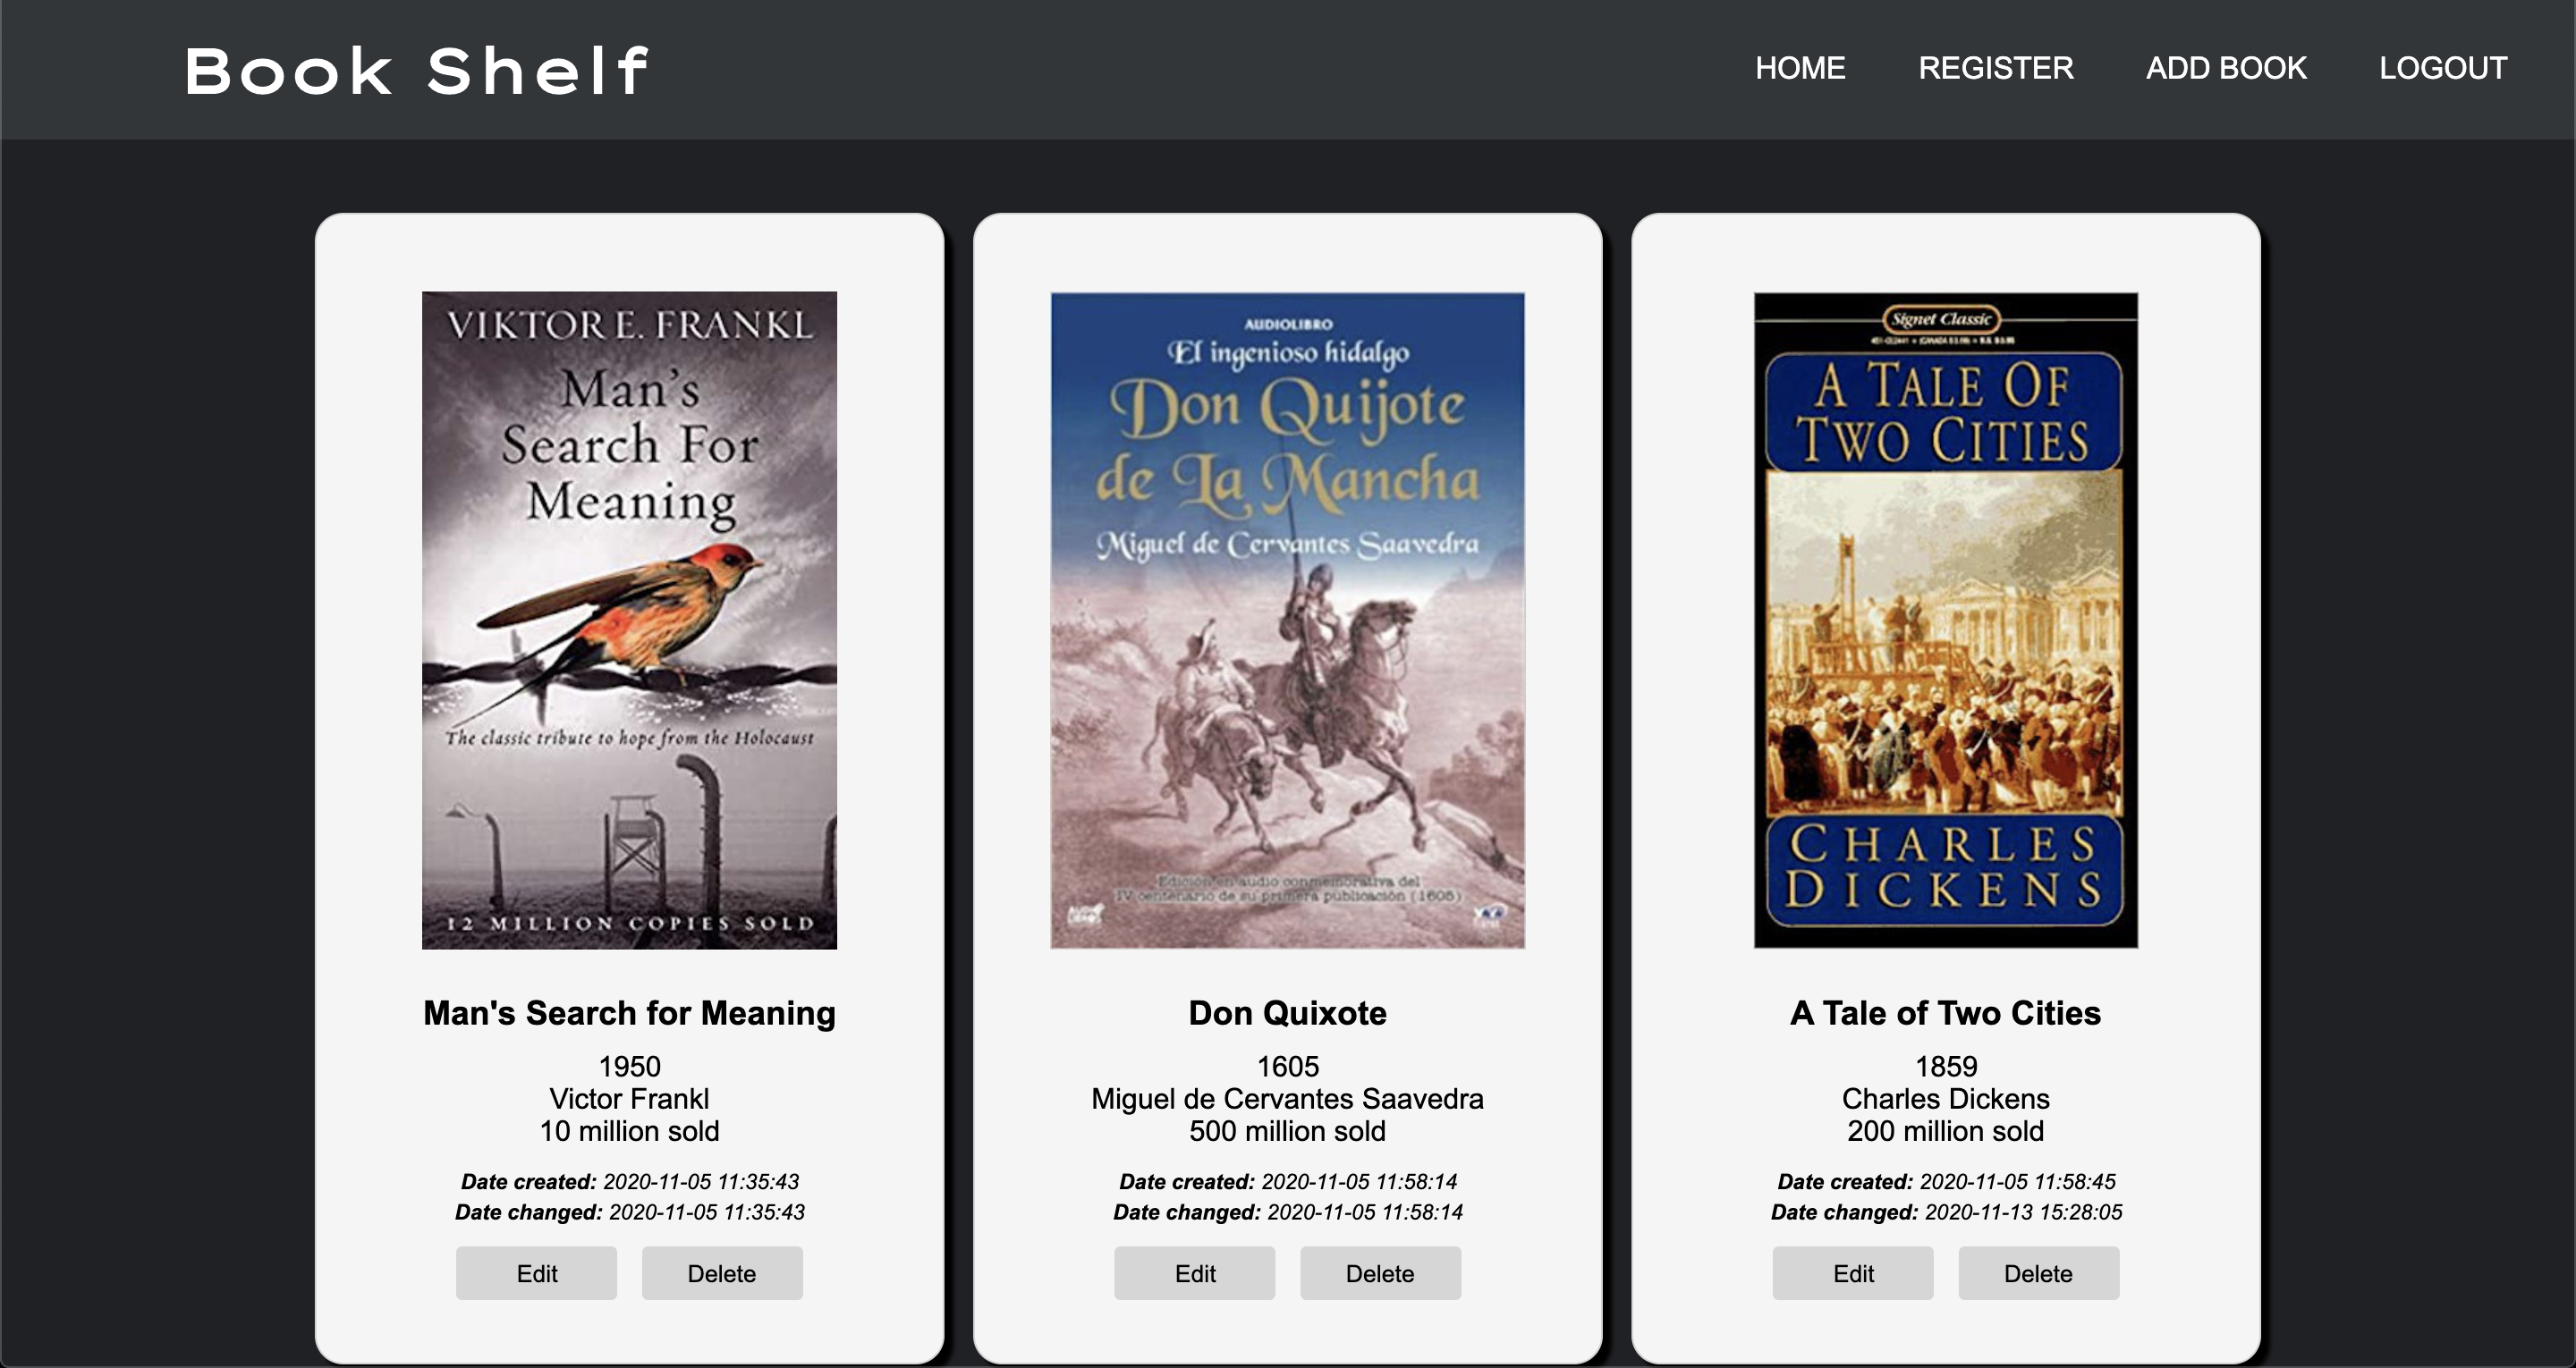 Book Shelf
HOME REGISTER ADD BOOK LOGOUT
VIKTOR E. FRANKL
Man's
Search For
Meaning
The classic tribute to hope from the Holocaust
12 MILLION COPIES SOLD
Man's Search for Meaning
1950
Victor Frankl
10 million sold
Date created: 2020-11-05 11:35:43
Date changed: 2020-11-05 11:35:43
Edit Delete
AUDIOLIBRO
El ingenioso hidalgo
Don Quijote
de La Mancha
Miguel de Cervantes Saavedra
Edición en audio conmemorativa del
IV centenario de su primera publicación (1605)
Don Quixote
1605
Miguel de Cervantes Saavedra
500 million sold
Date created: 2020-11-05 11:58:14
Date changed: 2020-11-05 11:58:14
Edit Delete
Signet Classic
A TALE OF
TWO CITIES
CHARLES
DICKENS
A Tale of Two Cities
1859
Charles Dickens
200 million sold
Date created: 2020-11-05 11:58:45
Date changed: 2020-11-13 15:28:05
Edit Delete